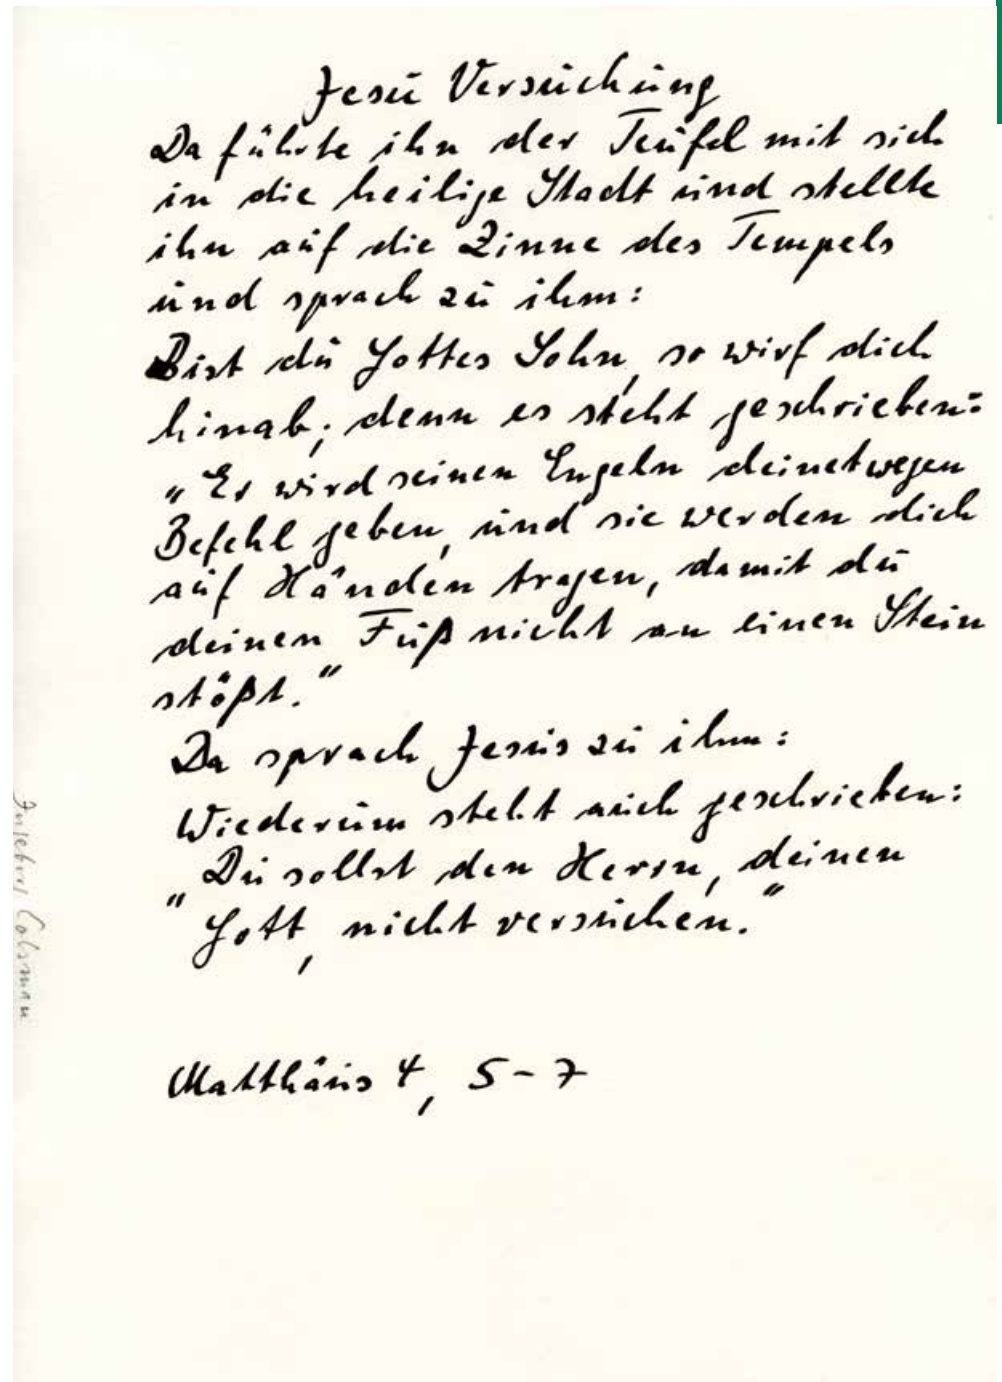 Jesu Versuchung
Da führte ihn der Teufel mit sich
in die heilige Stadt und stellte
ihn auf die Zinne des Tempels
und sprach zu ihm:
Bist du Gottes Sohn, so wirf dich
hinab; denn es steht geschrieben:
„Er wird seinen Engeln deinetwegen
Befehl geben, und sie werden dich
auf Händen tragen, damit du
deinen Fuß nicht an einen Stein
stößt.“
Da sprach Jesus zu ihm:
Wiederum steht auch geschrieben:
„Du sollst den Herrn, deinen
Gott, nicht versuchen.“
Matthäus 4, 5-7
Ingeborg Colsman